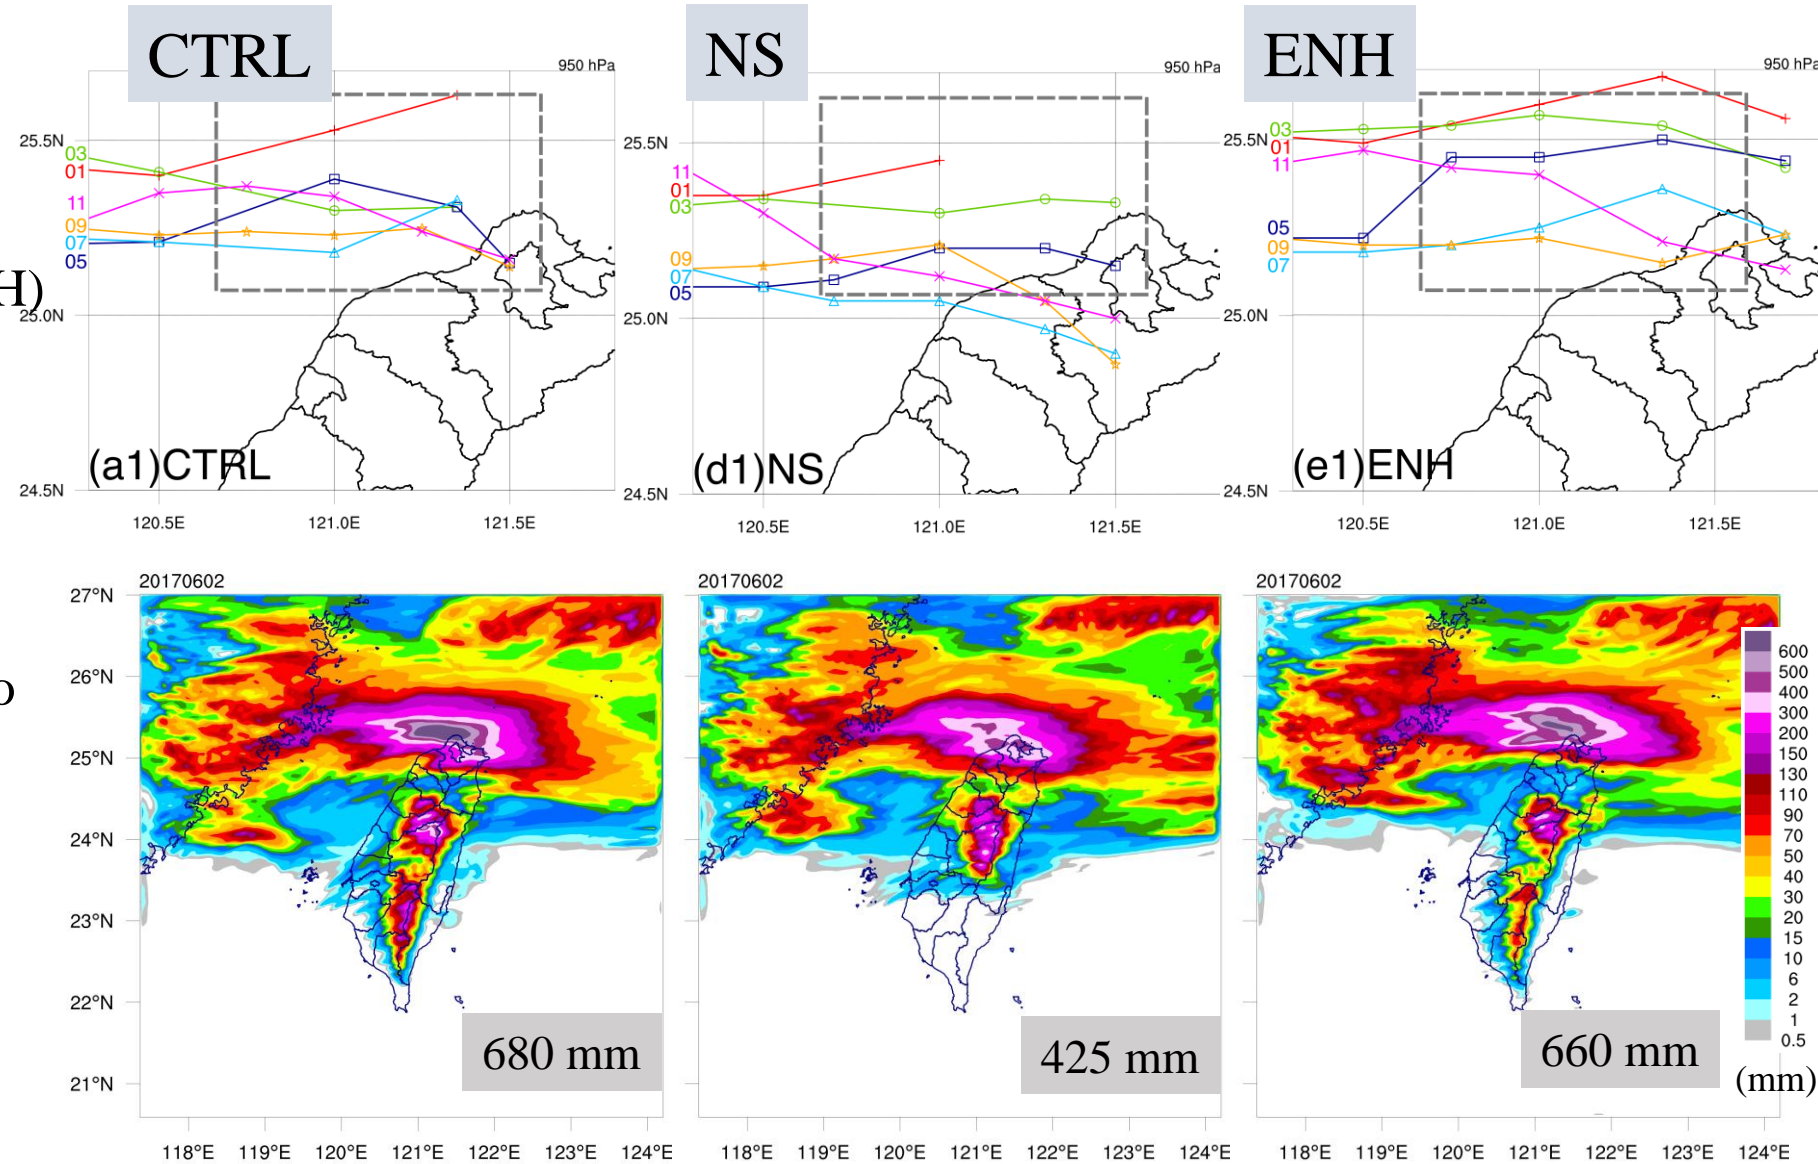 CTRL
NS
ENH
950 hPa
950 hPa
950 hPa
25.5N
25.0N
24.5N
03
01
11
09
07
05
(a1)CTRL
120.5E 121.0E 121.5E
25.5N
25.0N
24.5N
11
01
03
09
07
05
(d1)NS
120.5E 121.0E 121.5E
25.5N
25.0N
24.5N
03
01
11
05
09
07
(e1)ENH
120.5E 121.0E 121.5E
H)
o
20170602
20170602
20170602
27°N
26°N
25°N
24°N
23°N
22°N
21°N
680 mm
425 mm
660 mm
600
500
400
300
200
150
130
110
90
70
50
40
30
20
15
10
6
2
1
0.5
(mm)
118°E 119°E 120°E 121°E 122°E 123°E 124°E
118°E 119°E 120°E 121°E 122°E 123°E 124°E
118°E 119°E 120°E 121°E 122°E 123°E 124°E